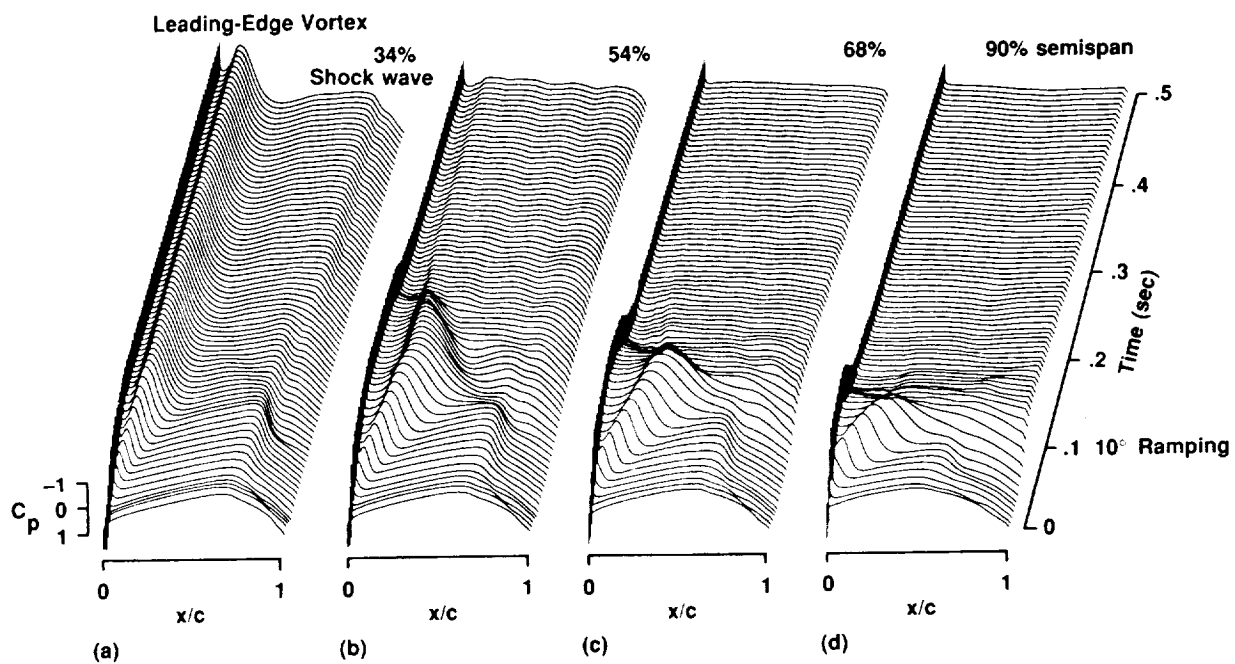 Leading-Edge Vortex
34%
54%
68%
90% semispan
Shock wave
.5
.4
.3
.2
.1 10° Ramping
0
Time (sec)
-1
0
1
Cp
0 1
0 1
0 1
0 1
x/c
x/c
x/c
x/c
(a)
(b)
(c)
(d)